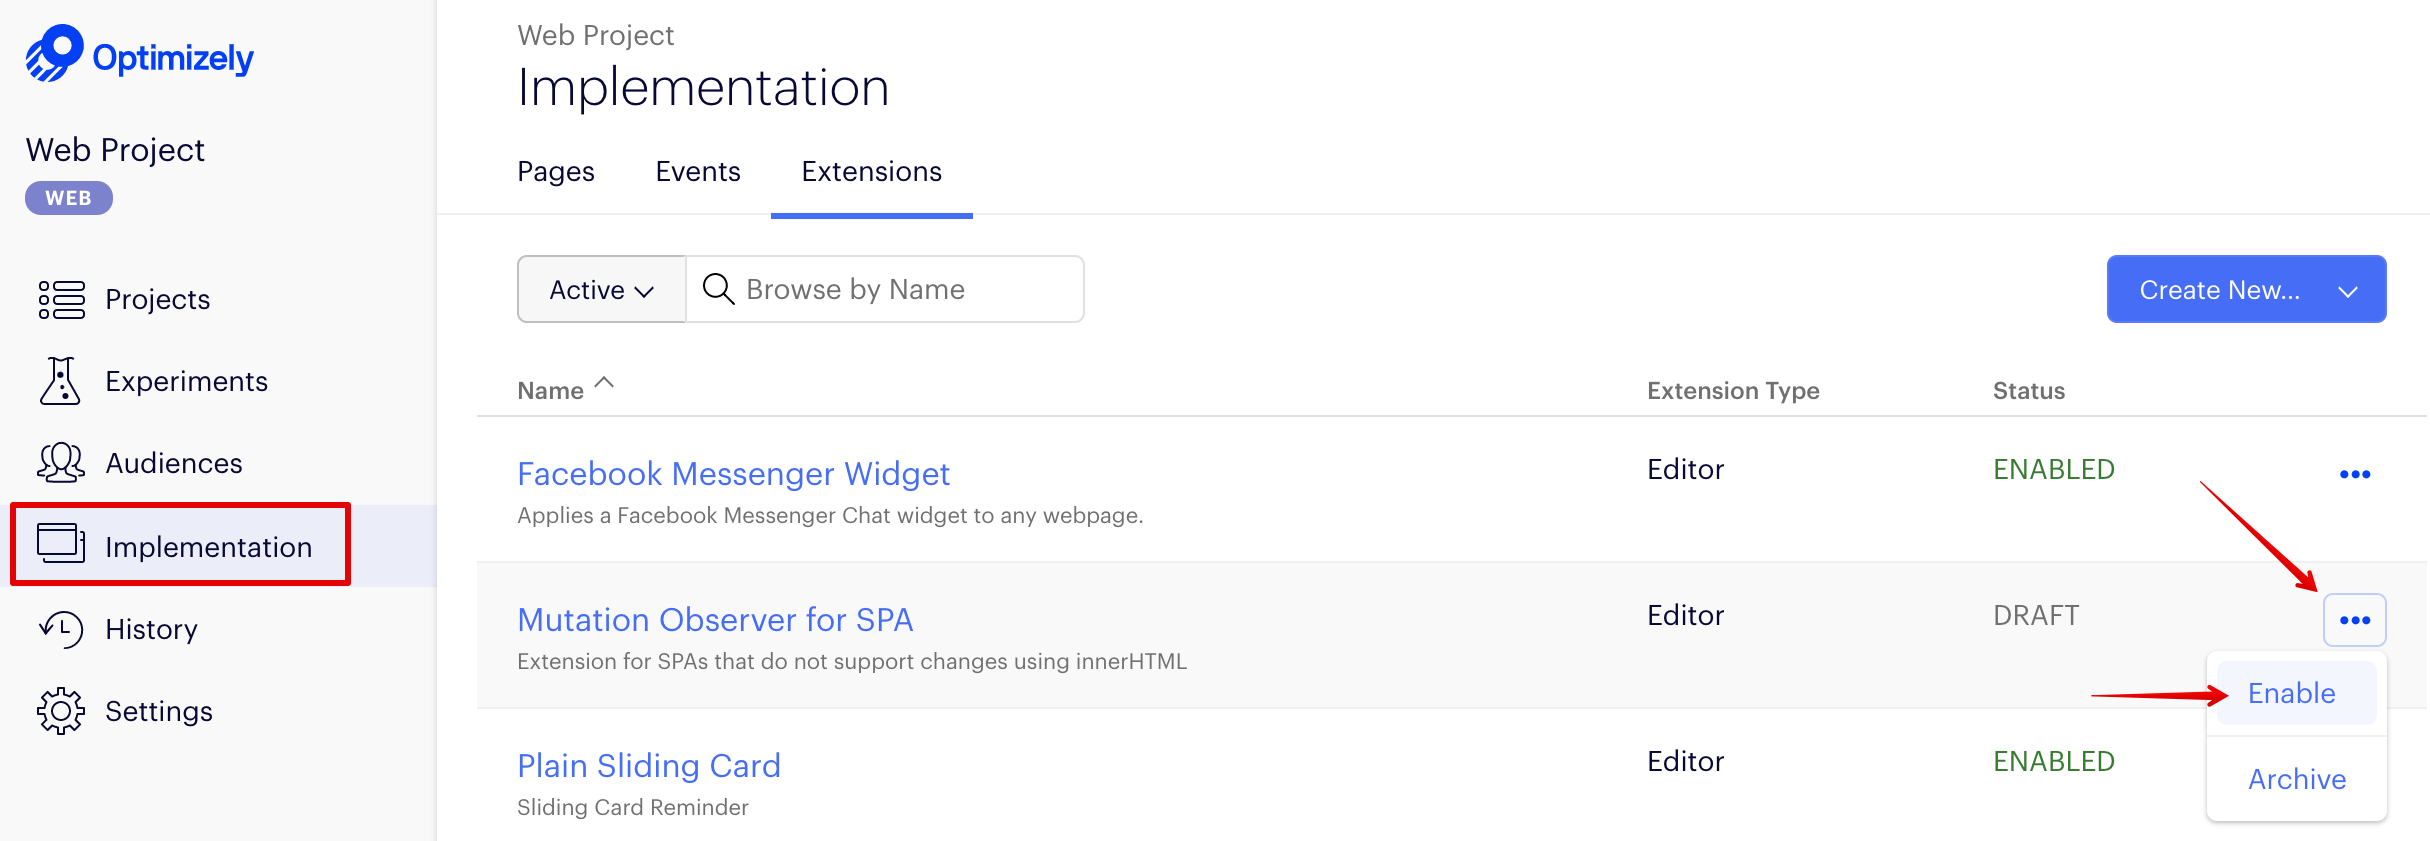 Optimizely
Web Project
WEB
Projects
Experiments
Audiences
Implementation
History
Settings
Web Project
Implementation
Pages Events Extensions
Active Browse by Name Create New...
Name Extension Type Status
Facebook Messenger Widget Editor ENABLED
Applies a Facebook Messenger Chat widget to any webpage.
Mutation Observer for SPA Editor DRAFT
Extension for SPAs that do not support changes using innerHTML
Enable
Plain Sliding Card Editor ENABLED
Archive
Sliding Card Reminder